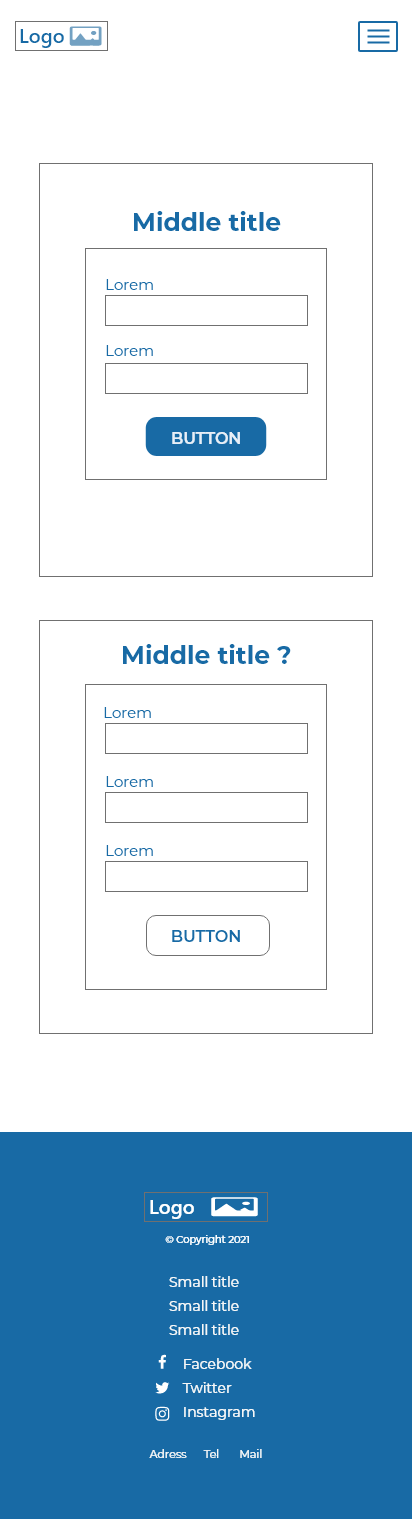 Logo
Middle title
Lorem
Lorem
BUTTON
Middle title ?
Lorem
Lorem
Lorem
BUTTON
Logo
© Copyright 2021
Small title
Small title
Small title
Facebook
Twitter
Instagram
Adress Tel Mail